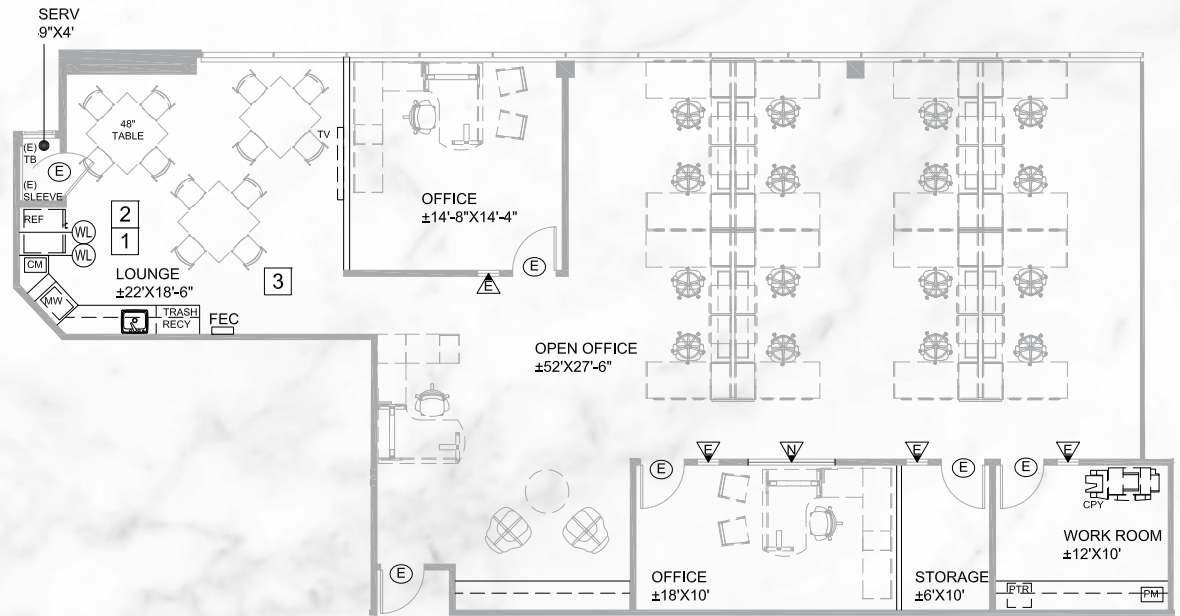 SERV
9"X4'
(E)
TB
E
(E)
SLEEVE
48"
TABLE
TV
REF
WL
WL
CM
MW
2
1
LOUNGE
±22'X18'-6"
3
TRASH
RECY
FEC
OFFICE
±14'-8"X14'-4"
E
E
OPEN OFFICE
±52'X27'-6"
E
E
N
E
E
E
E
CPY
WORK ROOM
±12'X10'
E
OFFICE
±18'X10'
STORAGE
±6'X10'
PTR
PM